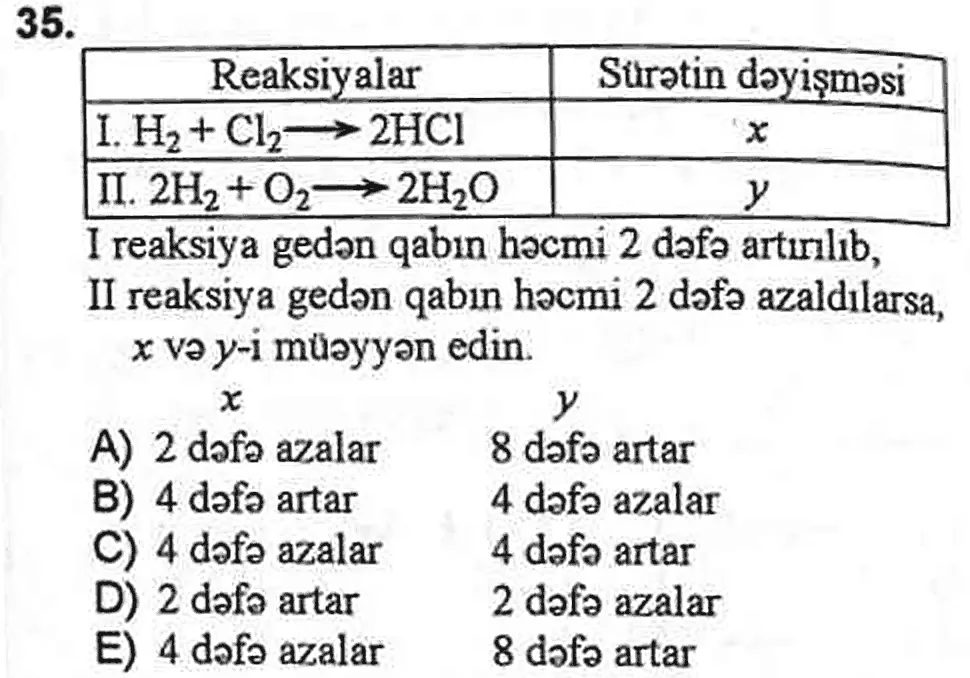 35.
Reaksiyalar Sürətin dəyişməsi
I. H₂ + Cl₂ ⟶ 2HCl x
II. 2H₂ + O₂ ⟶ 2H₂O y
I reaksiya gedən qabın həcmi 2 dəfə artırılıb,
II reaksiya gedən qabın həcmi 2 dəfə azaldılarsa,
x və y-i müəyyən edin.
x y
A) 2 dəfə azalar 8 dəfə artar
B) 4 dəfə artar 4 dəfə azalar
C) 4 dəfə azalar 4 dəfə artar
D) 2 dəfə artar 2 dəfə azalar
E) 4 dəfə azalar 8 dəfə artar